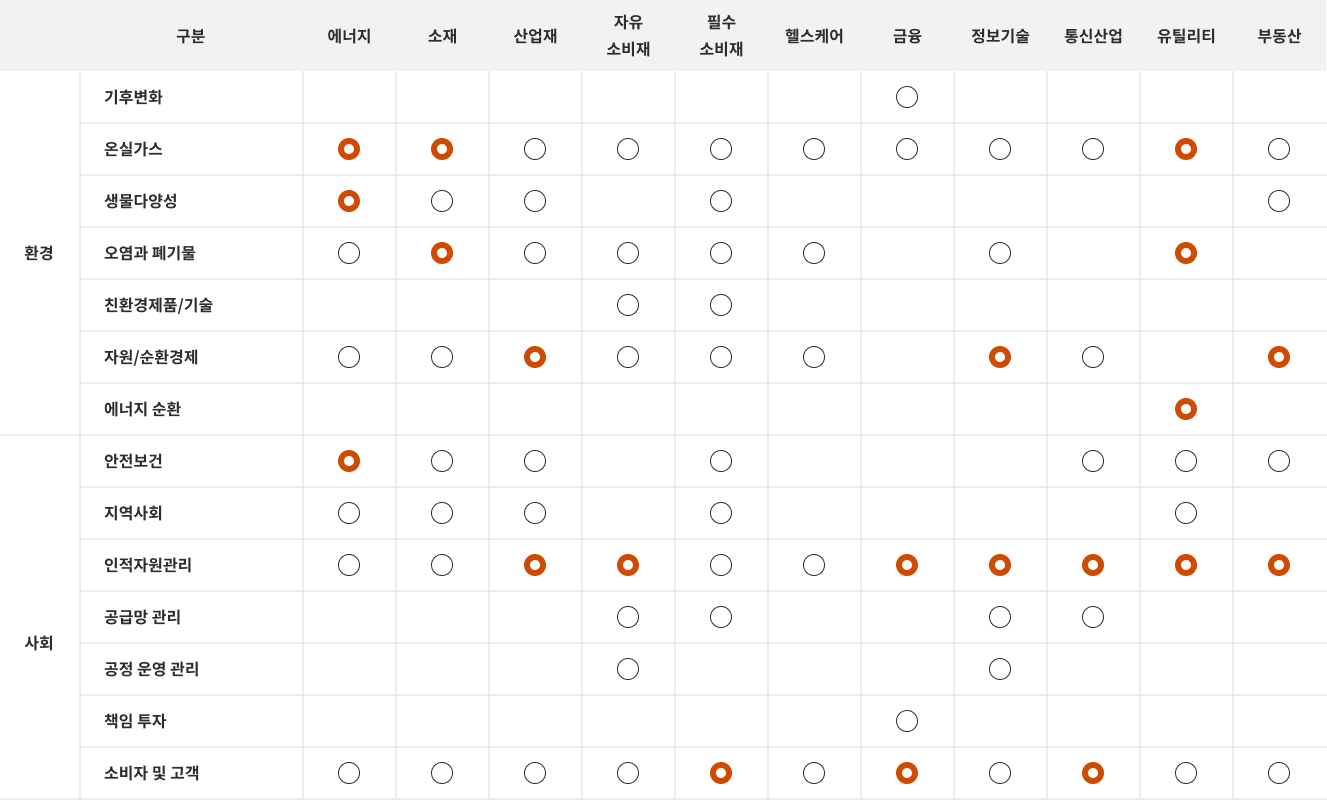 구분 에너지 소재 산업재 자유 소비재 필수 소비재 헬스케어 금융 정보기술 통신산업 유틸리티 부동산
환경
기후변화
온실가스
생물다양성
오염과 폐기물
친환경제품/기술
자원/순환경제
에너지 순환
사회
안전보건
지역사회
인적자원관리
공급망 관리
공정 운영 관리
책임 투자
소비자 및 고객